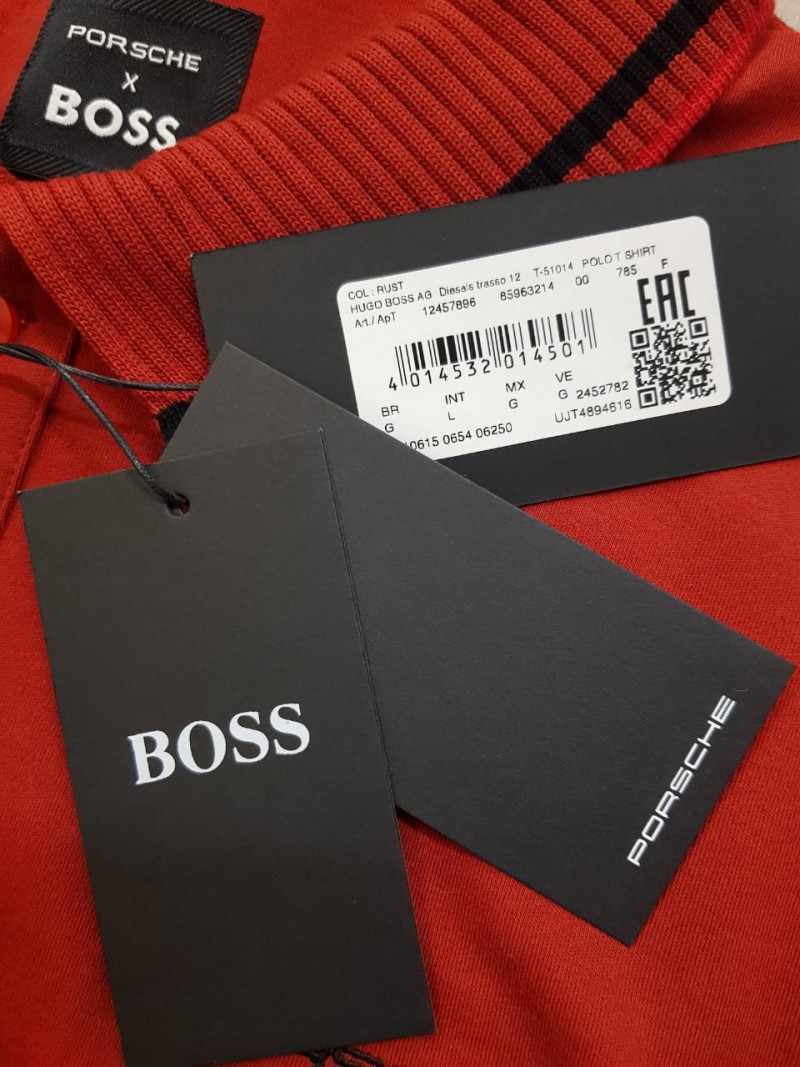 PORSCHE
X
BOSS
COL : RUST
HUGO BOSS AG Diesals trasso 12 T-51014 POLO T SHIRT
Art./ApT 12457896 85963214 00 785 F
EAC
4 014532 014501
BR INT MX VE
G L G G 2452782
0615 0654 06250 UJT4894616
BOSS
PORSCHE